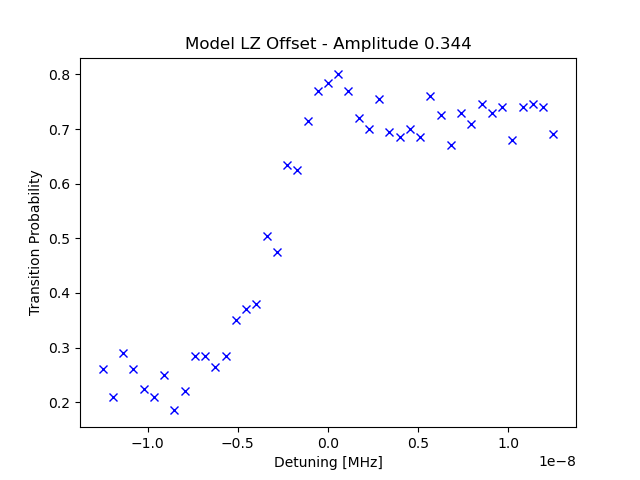 Model LZ Offset - Amplitude 0.344
0.8
0.7
0.6
0.5
0.4
0.3
0.2
Transition Probability
−1.0 −0.5 0.0 0.5 1.0
1e−8
Detuning [MHz]